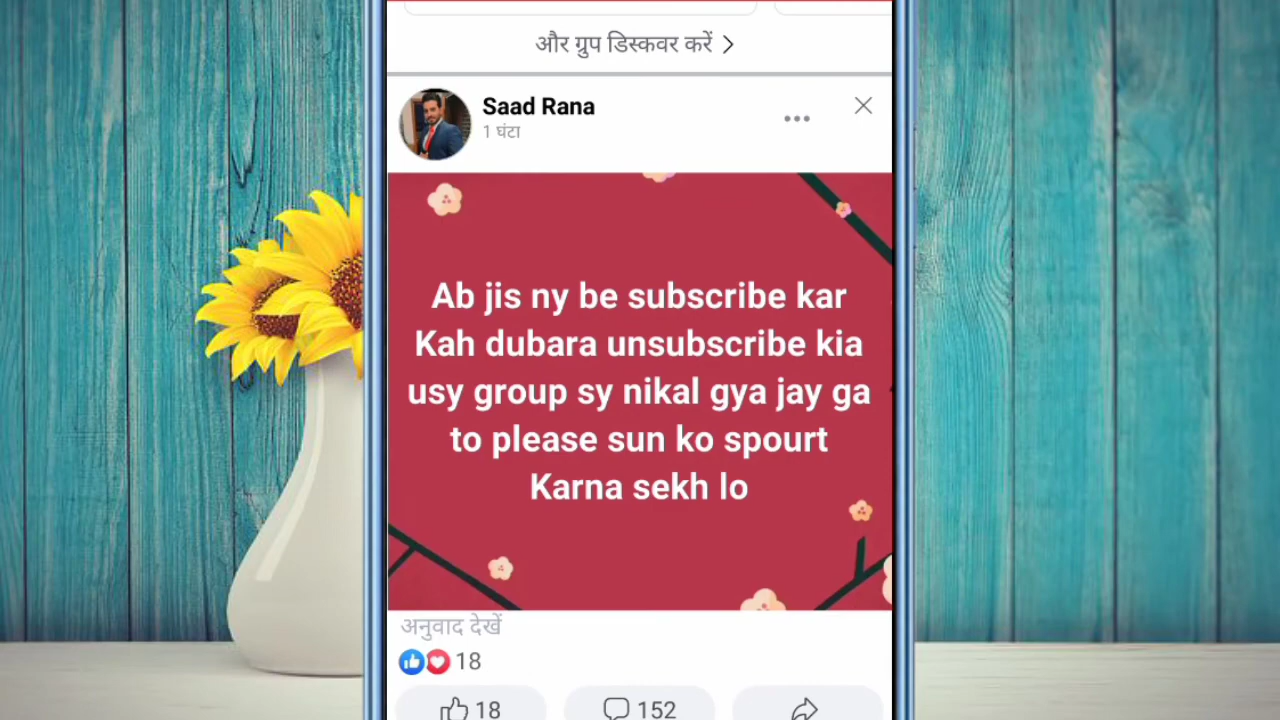 और ग्रुप डिस्कवर करें
Saad Rana
1 घंटा
Ab jis ny be subscribe kar
Kah dubara unsubscribe kia
usy group sy nikal gya jay ga
to please sun ko spourt
Karna sekh lo
अनुवाद देखें
18
18
152